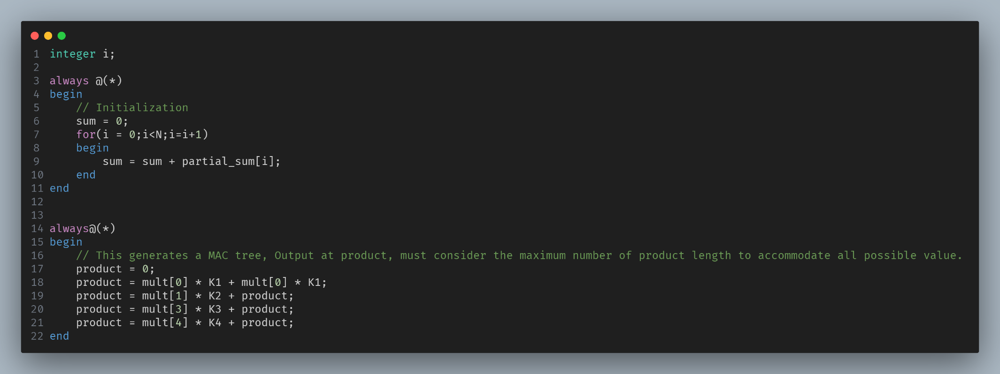 1 integer i;
2
3 always @(*)
4 begin
5     // Initialization
6     sum = 0;
7     for(i = 0;i<N;i=i+1)
8     begin
9         sum = sum + partial_sum[i];
10     end
11 end
12
13
14 always@(*)
15 begin
16     // This generates a MAC tree, Output at product, must consider the maximum number of product length to accommodate all possible value.
17     product = 0;
18     product = mult[0] * K1 + mult[0] * K1;
19     product = mult[1] * K2 + product;
20     product = mult[3] * K3 + product;
21     product = mult[4] * K4 + product;
22 end